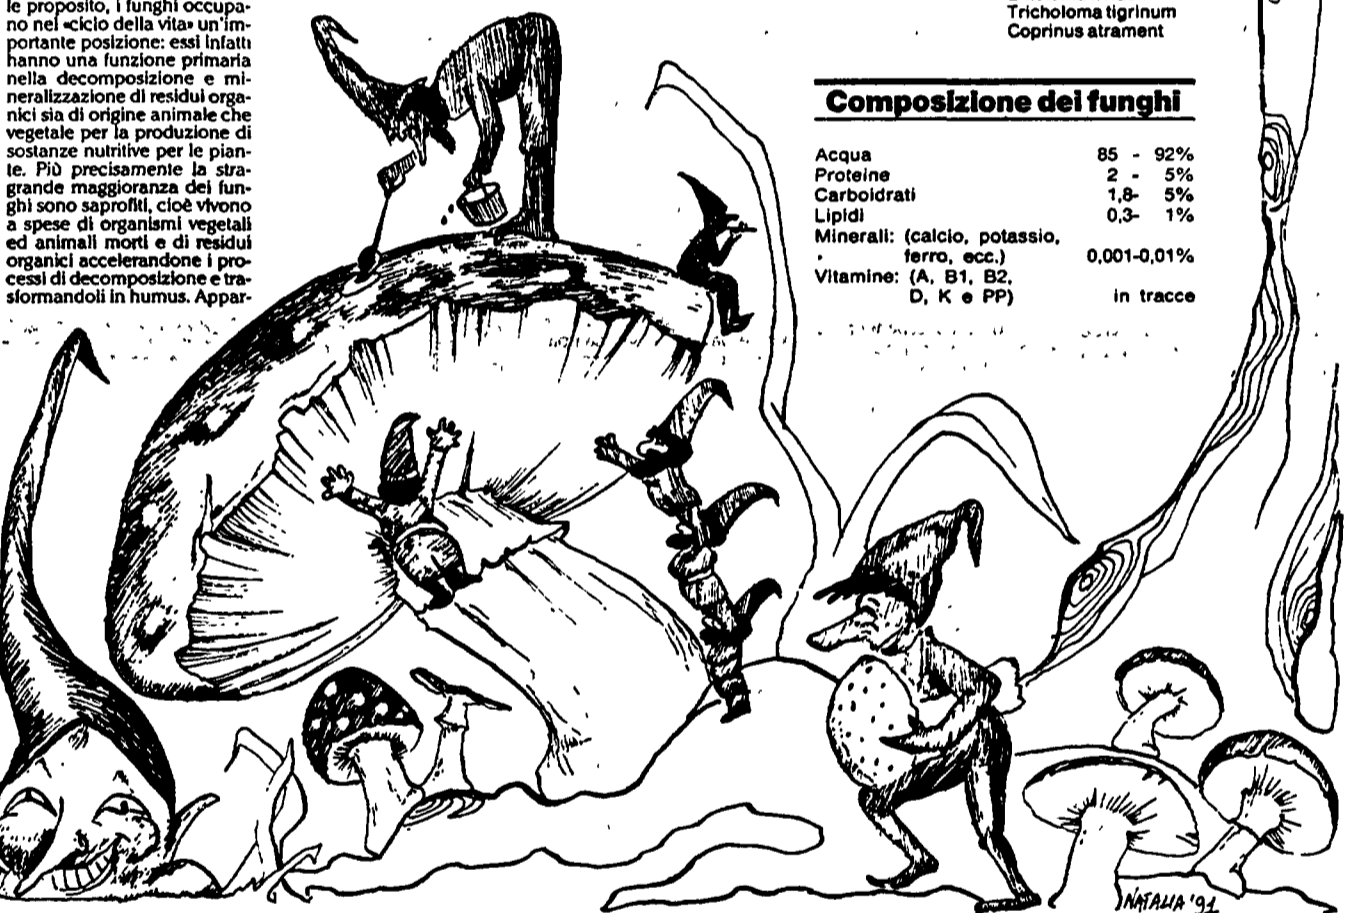 le proposito, i funghi occupa-
no nel «ciclo della vita» un'im-
portante posizione: essi infatti
hanno una funzione primaria
nella decomposizione e mi-
neralizzazione di residui orga-
nici sia di origine animale che
vegetale per la produzione di
sostanze nutritive per le pian-
te. Più precisamente la stra-
grande maggioranza dei fun-
ghi sono saprofiti, cioè vivono
a spese di organismi vegetali
ed animali morti e di residui
organici accelerandone i pro-
cessi di decomposizione e tra-
sformandoli in humus. Appar-
Tricholoma tigrinum
Coprinus atrament
Composizione dei funghi
Acqua 85 - 92%
Proteine 2 - 5%
Carboidrati 1,8- 5%
Lipidi 0,3- 1%
Minerali: (calcio, potassio,
ferro, ecc.) 0,001-0,01%
Vitamine: (A, B1, B2,
D, K e PP) in tracce
NATALIA '91